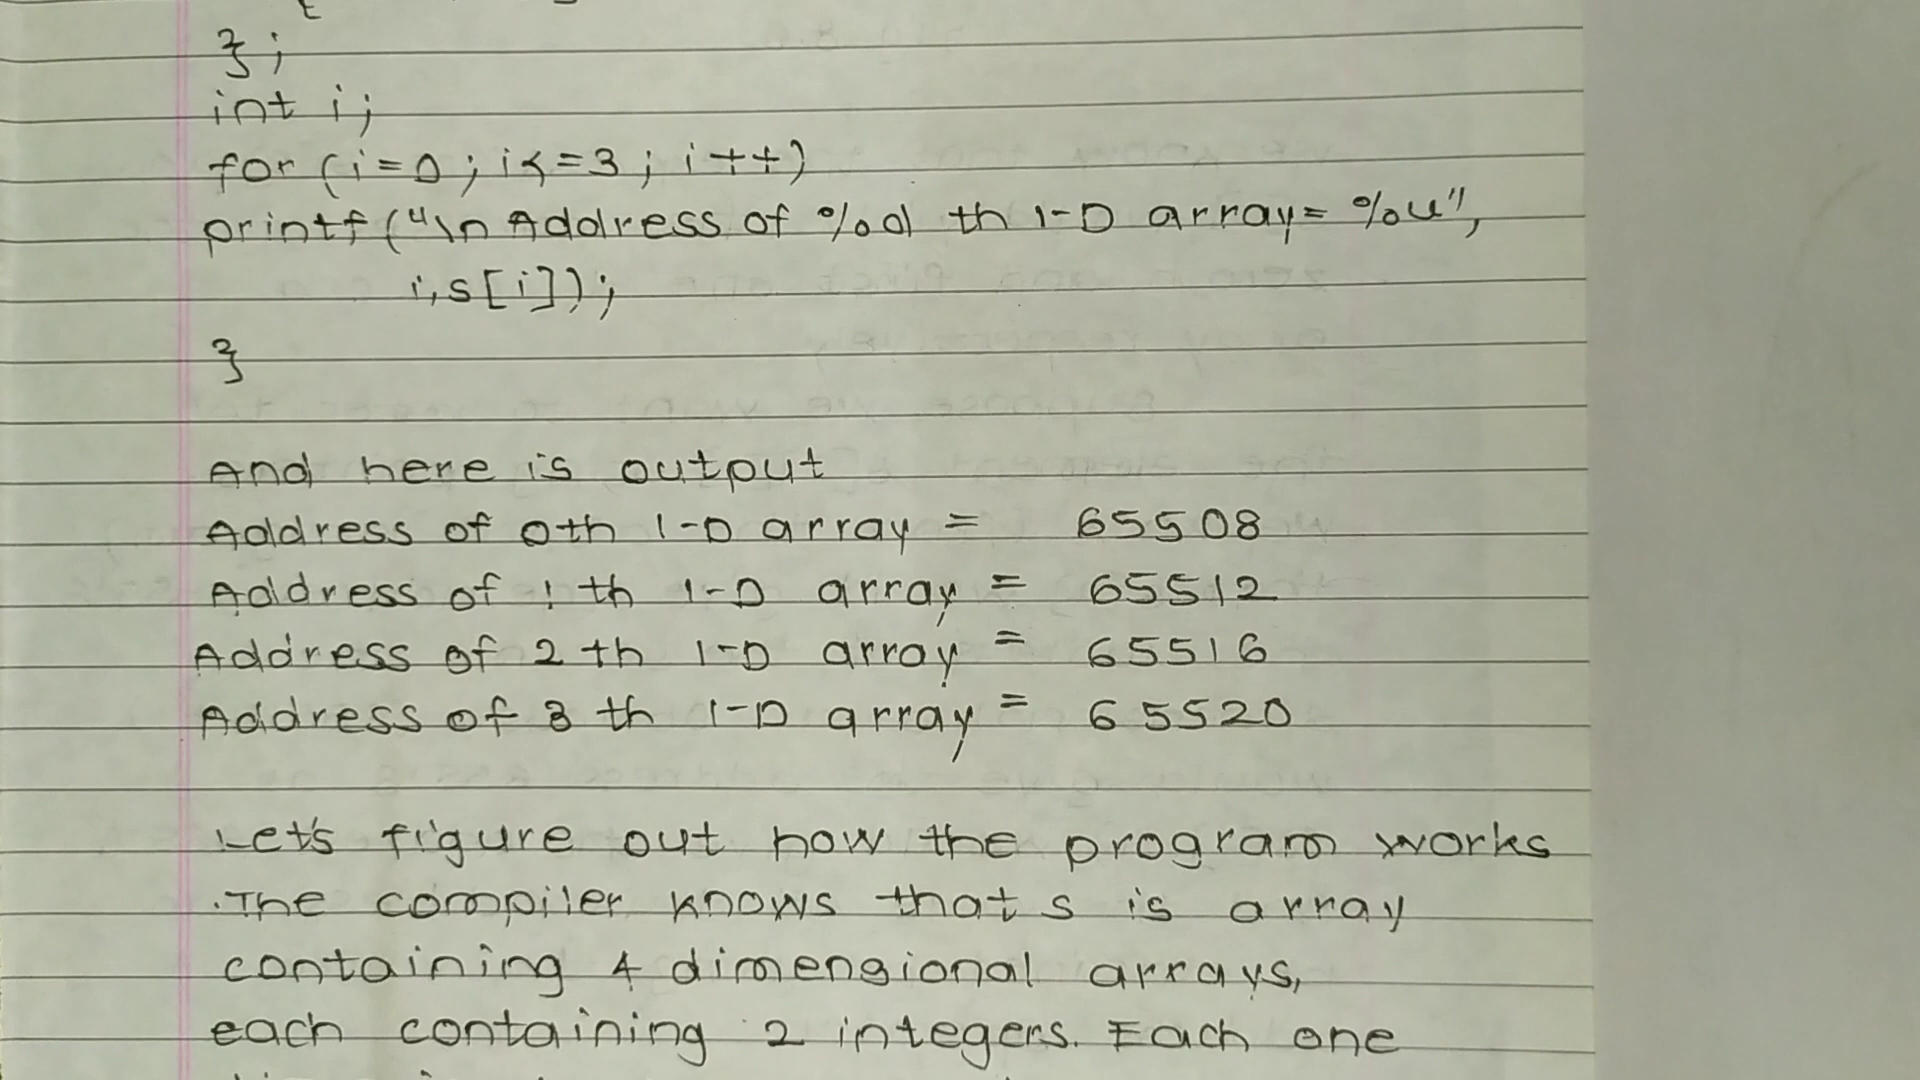 };
int i;
for (i=0; i<=3; i++)
printf("\n Address of %d th 1-D array= %u",
i,s[i]);
}
And here is output
Address of 0th 1-D array = 65508
Address of 1 th 1-D array = 65512
Address of 2 th 1-D array = 65516
Address of 3 th 1-D array = 65520
Let's figure out how the program works
.The compiler knows that s is array
containing 4 dimengional arrays,
each containing 2 integers. Each one